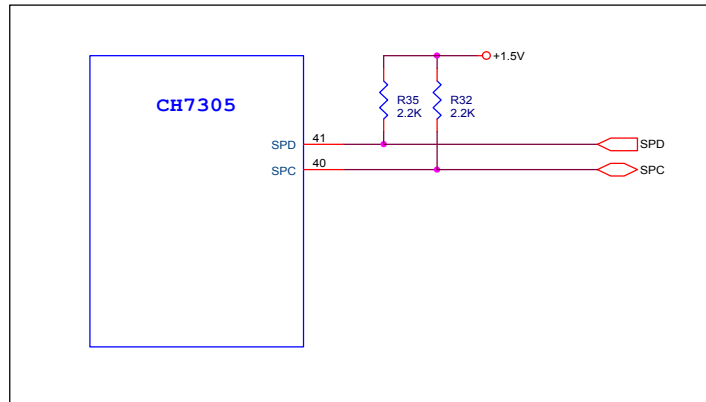 +1.5V
CH7305
R35
2.2K
R32
2.2K
SPD
41
SPD
SPC
40
SPC